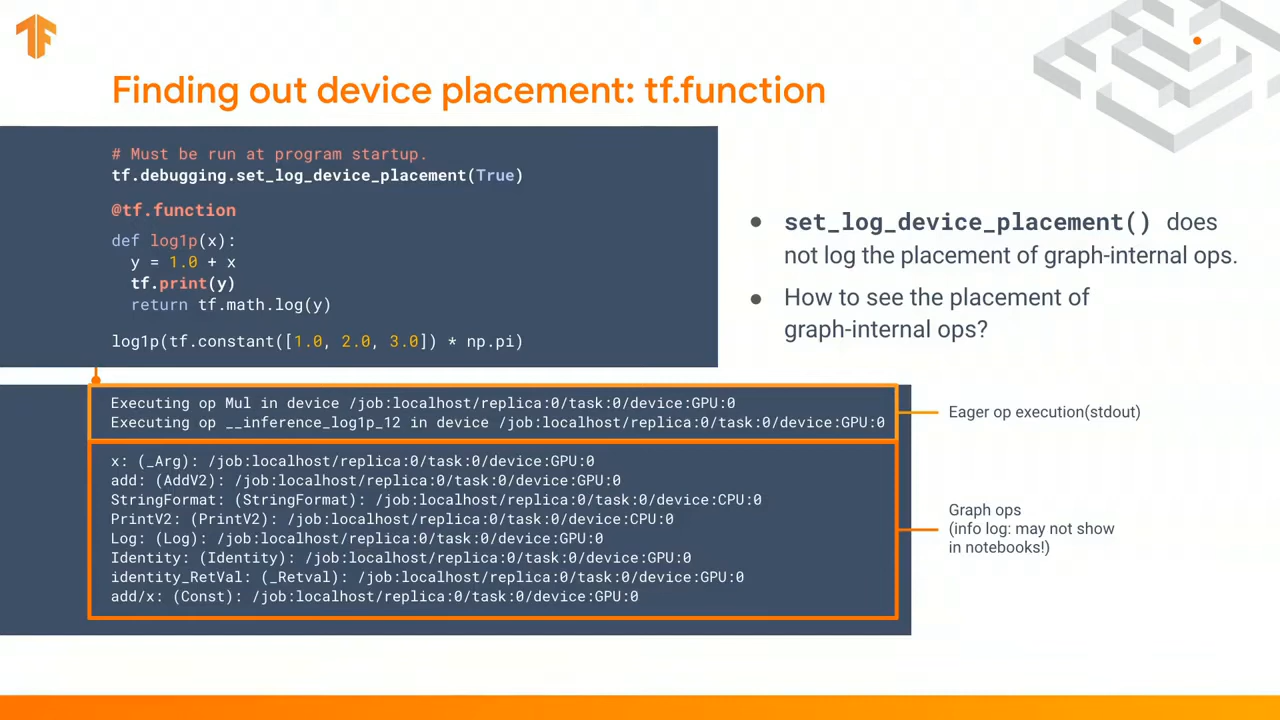 Finding out device placement: tf.function
# Must be run at program startup.
tf.debugging.set_log_device_placement(True)
@tf.function
def log1p(x):
  y = 1.0 + x
  tf.print(y)
  return tf.math.log(y)
log1p(tf.constant([1.0, 2.0, 3.0]) * np.pi)
● set_log_device_placement() does
not log the placement of graph-internal ops.
● How to see the placement of
graph-internal ops?
Executing op Mul in device /job:localhost/replica:0/task:0/device:GPU:0
Executing op __inference_log1p_12 in device /job:localhost/replica:0/task:0/device:GPU:0
Eager op execution(stdout)
x: (_Arg): /job:localhost/replica:0/task:0/device:GPU:0
add: (AddV2): /job:localhost/replica:0/task:0/device:GPU:0
StringFormat: (StringFormat): /job:localhost/replica:0/task:0/device:CPU:0
PrintV2: (PrintV2): /job:localhost/replica:0/task:0/device:CPU:0
Log: (Log): /job:localhost/replica:0/task:0/device:GPU:0
Identity: (Identity): /job:localhost/replica:0/task:0/device:GPU:0
identity_RetVal: (_Retval): /job:localhost/replica:0/task:0/device:GPU:0
add/x: (Const): /job:localhost/replica:0/task:0/device:GPU:0
Graph ops
(info log: may not show
in notebooks!)